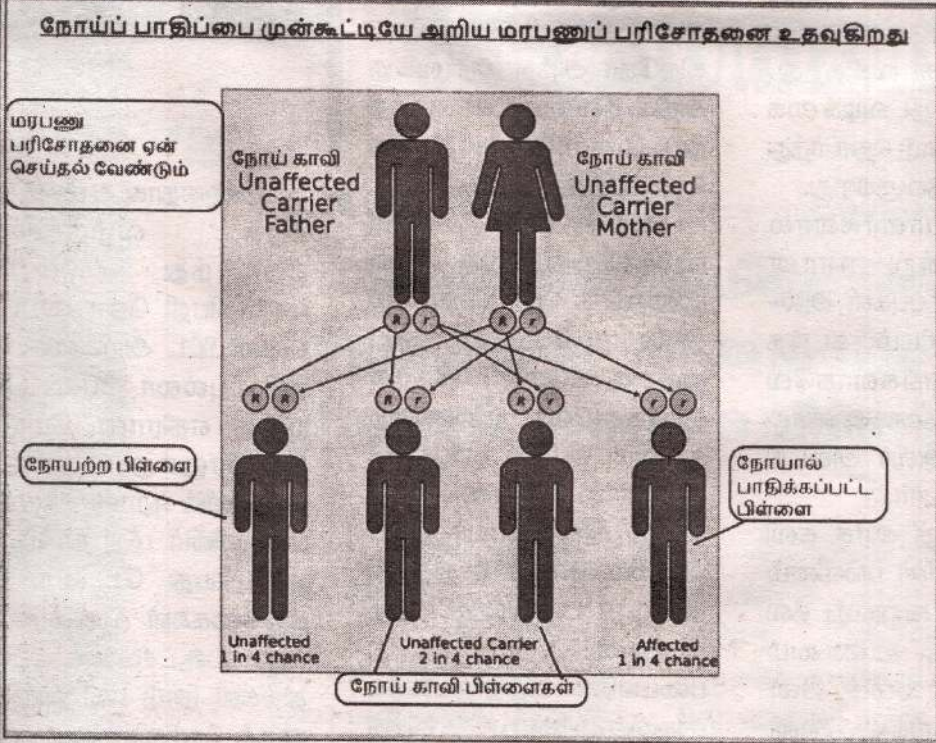 நோய்ப் பாதிப்பை முன்கூட்டியே அறிய மரபணுப் பரிசோதனை உதவுகிறது
மரபணு
பரிசோதனை ஏன்
செய்தல் வேண்டும்
நோய் காவி
Unaffected
Carrier
Father
நோய் காவி
Unaffected
Carrier
Mother
R r R r
R R R r R r r r
நோயற்ற பிள்ளை
நோயால்
பாதிக்கப்பட்ட
பிள்ளை
Unaffected
1 in 4 chance
Unaffected Carrier
2 in 4 chance
Affected
1 in 4 chance
நோய் காவி பிள்ளைகள்